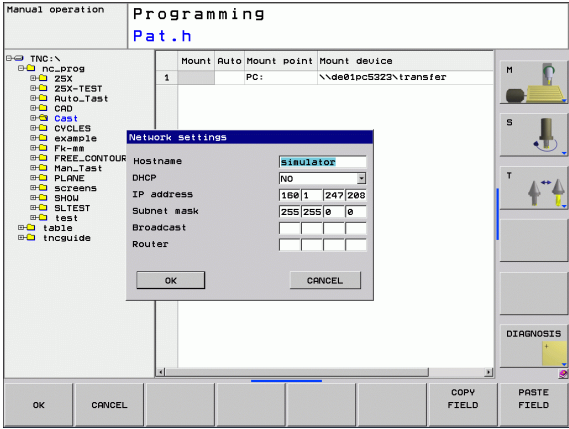 Manual operation
Programming
Pat.h
TNC:\
nc_prog
25X
25X-TEST
Auto_Tast
CAD
Cast
CYCLES
example
Fk-mm
FREE_CONTOUR
Man_Tast
PLANE
screens
SHOW
SLTEST
test
table
tncguide
Mount Auto Mount point Mount device
1 PC: \\de01pc5323\transfer
Network settings
Hostname simulator
DHCP NO
IP address 160 1 247 208
Subnet mask 255 255 0 0
Broadcast
Router
OK CANCEL
M
S
T
DIAGNOSIS
OK CANCEL COPY FIELD PASTE FIELD